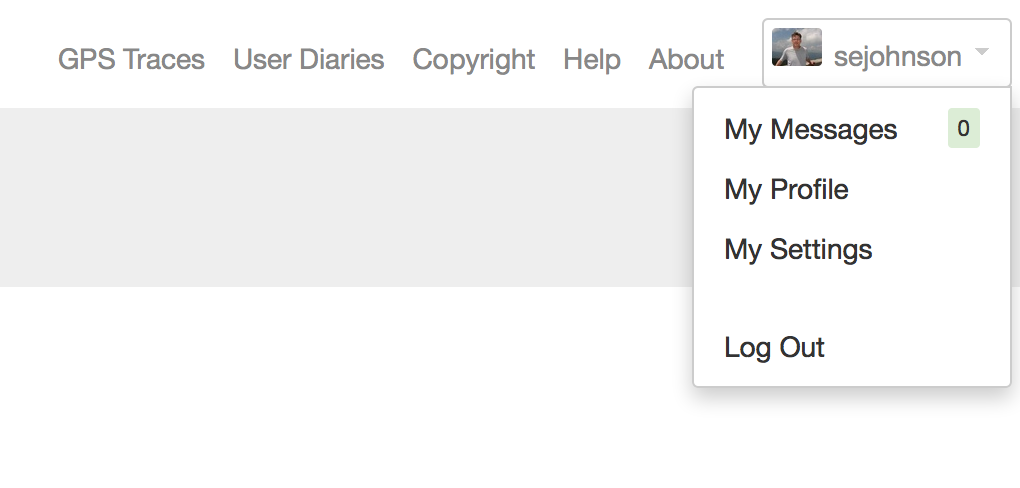 GPS Traces User Diaries Copyright Help About sejohnson
My Messages 0
My Profile
My Settings
Log Out